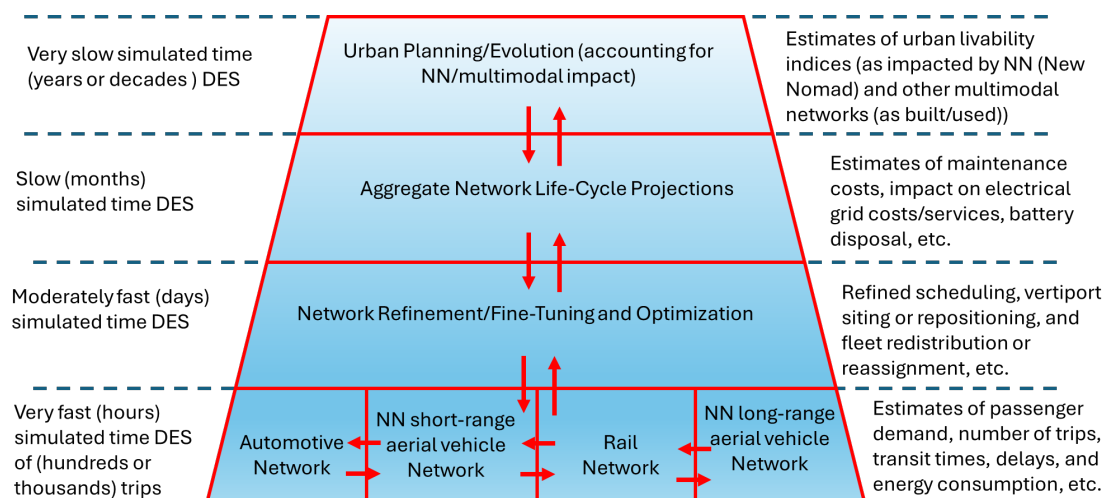 Very slow simulated time
(years or decades ) DES
Urban Planning/Evolution (accounting for
NN/multimodal impact)
Estimates of urban livability
indices (as impacted by NN (New
Nomad) and other multimodal
networks (as built/used))
Slow (months)
simulated time DES
Aggregate Network Life-Cycle Projections
Estimates of maintenance
costs, impact on electrical
grid costs/services, battery
disposal, etc.
Moderately fast (days)
simulated time DES
Network Refinement/Fine-Tuning and Optimization
Refined scheduling, vertiport
siting or repositioning, and
fleet redistribution or
reassignment, etc.
Very fast (hours)
simulated time DES
of (hundreds or
thousands) trips
Automotive
Network
NN short-range
aerial vehicle
Network
Rail
Network
NN long-range
aerial vehicle
Network
Estimates of passenger
demand, number of trips,
transit times, delays, and
energy consumption, etc.